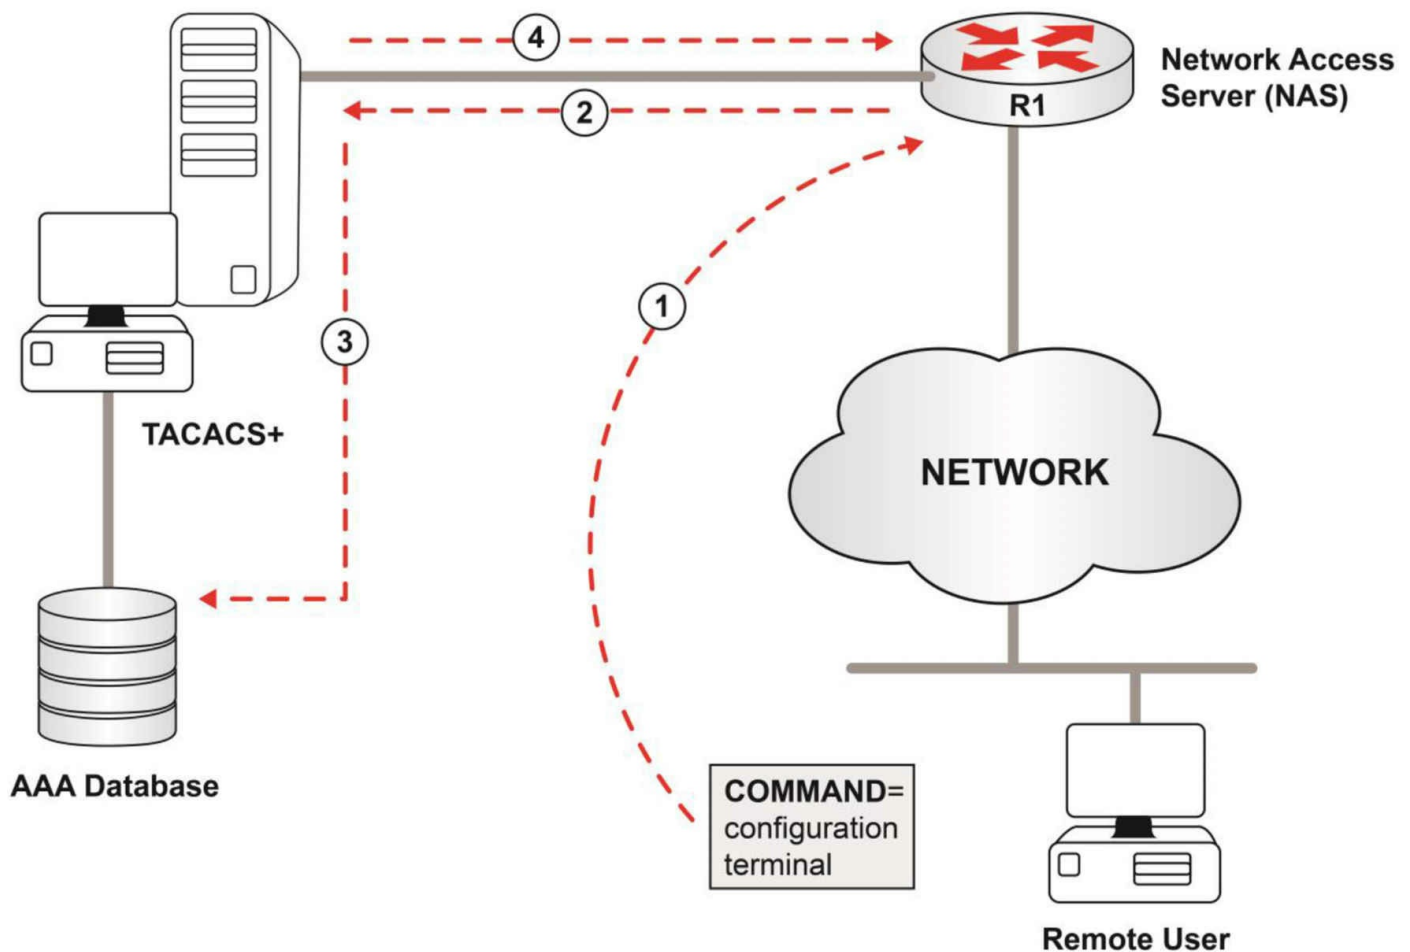 4
Network Access
Server (NAS)
R1
2
1
3
TACACS+
NETWORK
AAA Database
COMMAND=
configuration
terminal
Remote User